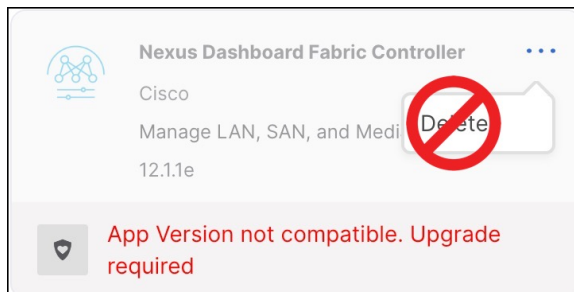 Nexus Dashboard Fabric Controller
Cisco
Manage LAN, SAN, and Medi
Delete
12.1.1e
App Version not compatible. Upgrade
required